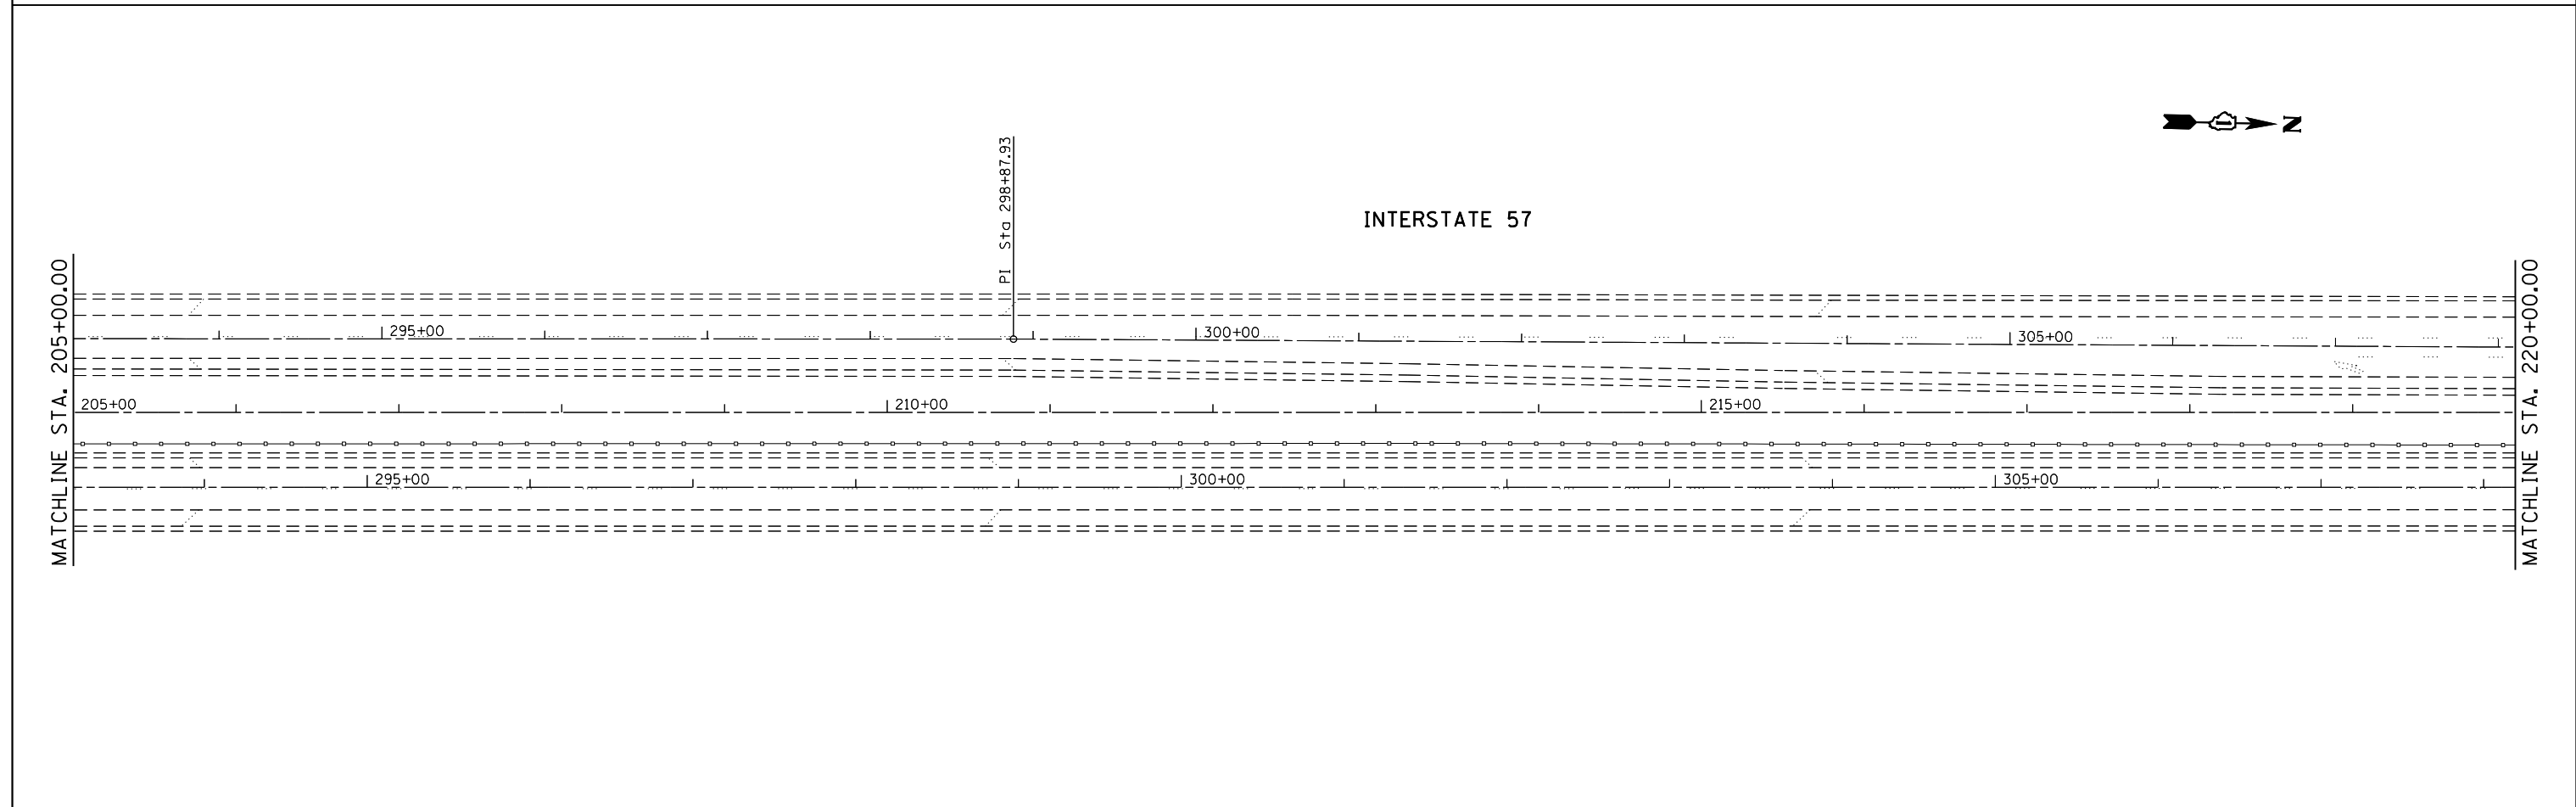 PI Sta 298+87.93
N
INTERSTATE 57
MATCHLINE STA. 205+00.00
295+00
300+00
305+00
205+00
210+00
215+00
295+00
300+00
305+00
MATCHLINE STA. 220+00.00